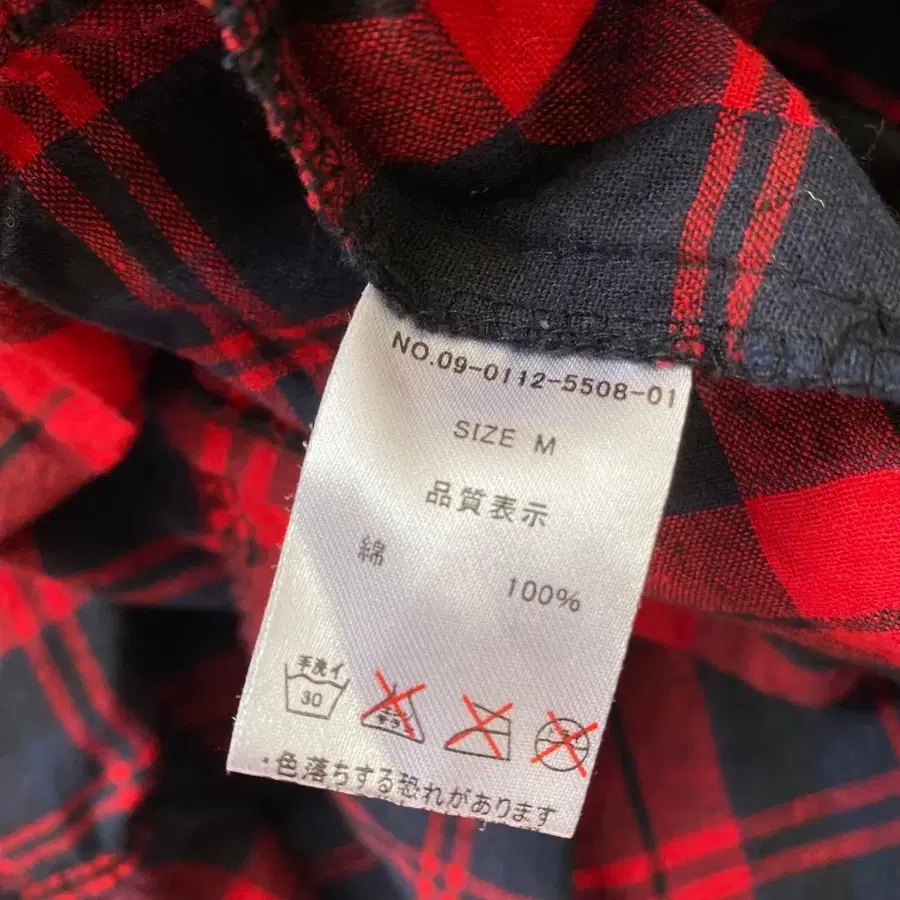 NO.09-0112-5508-01
SIZE M
品質表示
綿 100%
手洗イ
30
・色落ちする恐れがあります